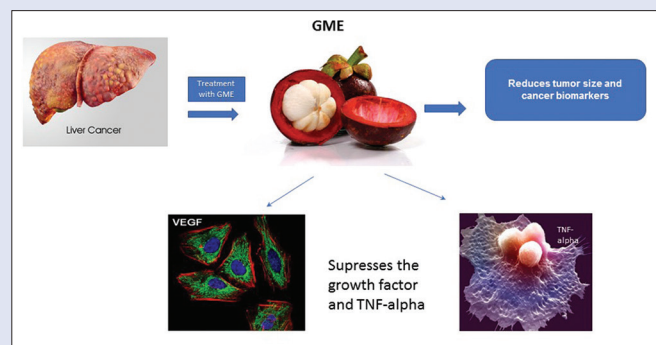 GME
Treatment
with GME
Liver Cancer
Reduces tumor size and
cancer biomarkers
VEGF
Supresses the
growth factor
and TNF-alpha
TNF-
alpha